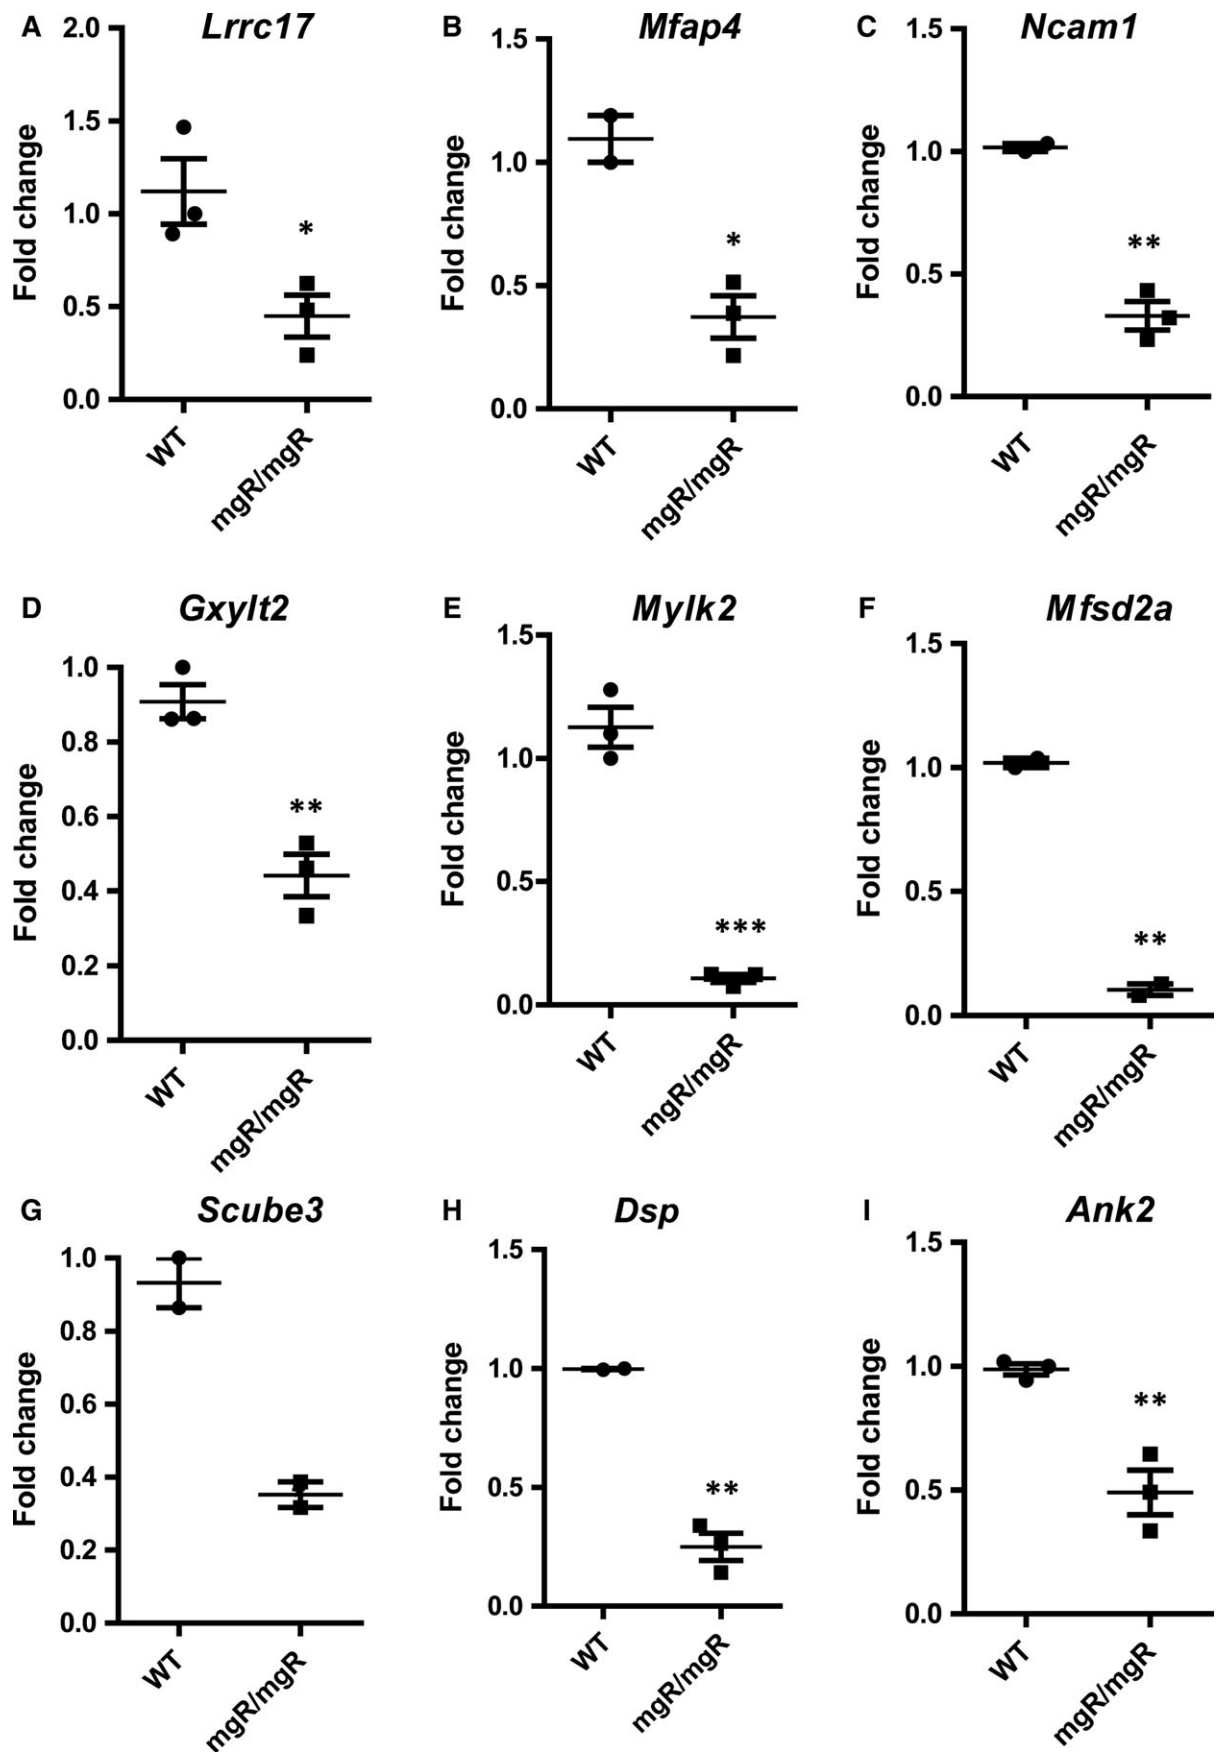 A
Lrrc17
2.0
1.5
1.0
0.5
0.0
Fold change
*
WT
mgR/mgR
B
Mfap4
1.5
1.0
0.5
0.0
Fold change
*
WT
mgR/mgR
C
Ncam1
1.5
1.0
0.5
0.0
Fold change
**
WT
mgR/mgR
D
Gxylt2
1.0
0.8
0.6
0.4
0.2
0.0
Fold change
**
WT
mgR/mgR
E
Mylk2
1.5
1.0
0.5
0.0
Fold change
***
WT
mgR/mgR
F
Mfsd2a
1.5
1.0
0.5
0.0
Fold change
**
WT
mgR/mgR
G
Scube3
1.0
0.8
0.6
0.4
0.2
0.0
Fold change
WT
mgR/mgR
H
Dsp
1.5
1.0
0.5
0.0
Fold change
**
WT
mgR/mgR
I
Ank2
1.5
1.0
0.5
0.0
Fold change
**
WT
mgR/mgR